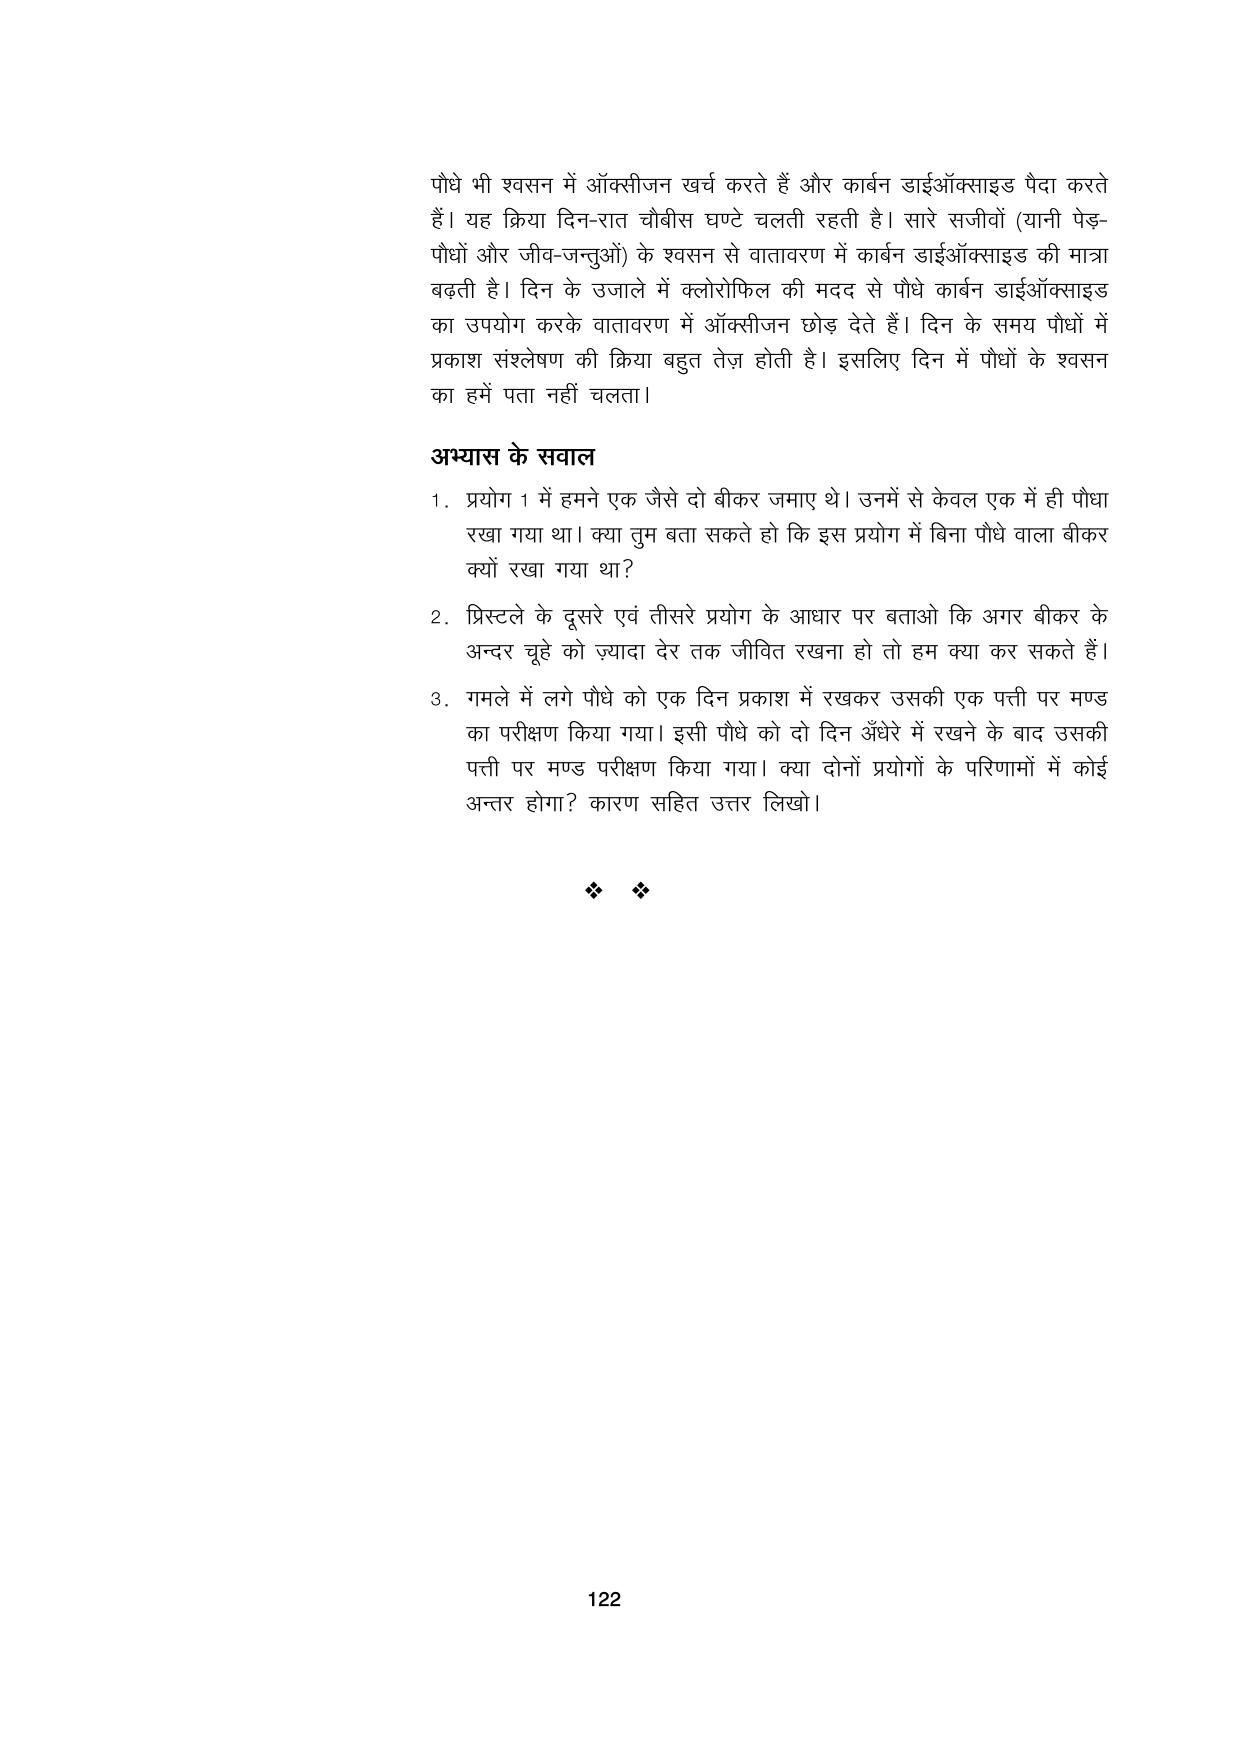 पौधे भी श्वसन में ऑक्सीजन खर्च करते हैं और कार्बन डाईऑक्साइड पैदा करते
हैं। यह क्रिया दिन-रात चौबीस घण्टे चलती रहती है। सारे सजीवों (यानी पेड़-
पौधों और जीव-जन्तुओं) के श्वसन से वातावरण में कार्बन डाईऑक्साइड की मात्रा
बढ़ती है। दिन के उजाले में क्लोरोफिल की मदद से पौधे कार्बन डाईऑक्साइड
का उपयोग करके वातावरण में ऑक्सीजन छोड़ देते हैं। दिन के समय पौधों में
प्रकाश संश्लेषण की क्रिया बहुत तेज़ होती है। इसलिए दिन में पौधों के श्वसन
का हमें पता नहीं चलता।
अभ्यास के सवाल
1. प्रयोग 1 में हमने एक जैसे दो बीकर जमाए थे। उनमें से केवल एक में ही पौधा
रखा गया था। क्या तुम बता सकते हो कि इस प्रयोग में बिना पौधे वाला बीकर
क्यों रखा गया था?
2. प्रिस्टले के दूसरे एवं तीसरे प्रयोग के आधार पर बताओ कि अगर बीकर के
अन्दर चूहे को ज़्यादा देर तक जीवित रखना हो तो हम क्या कर सकते हैं।
3. गमले में लगे पौधे को एक दिन प्रकाश में रखकर उसकी एक पत्ती पर मण्ड
का परीक्षण किया गया। इसी पौधे को दो दिन अँधेरे में रखने के बाद उसकी
पत्ती पर मण्ड परीक्षण किया गया। क्या दोनों प्रयोगों के परिणामों में कोई
अन्तर होगा? कारण सहित उत्तर लिखो।
❖ ❖
122